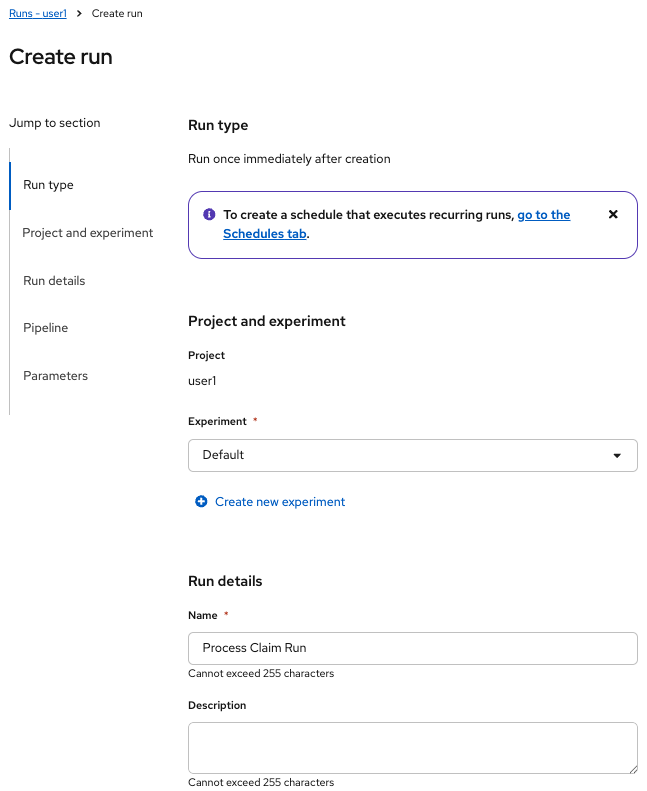 Runs - user1 > Create run
Create run
Jump to section
Run type
Project and experiment
Run details
Pipeline
Parameters
Run type
Run once immediately after creation
To create a schedule that executes recurring runs, go to the
Schedules tab.
Project and experiment
Project
user1
Experiment *
Default
Create new experiment
Run details
Name *
Process Claim Run
Cannot exceed 255 characters
Description
Cannot exceed 255 characters